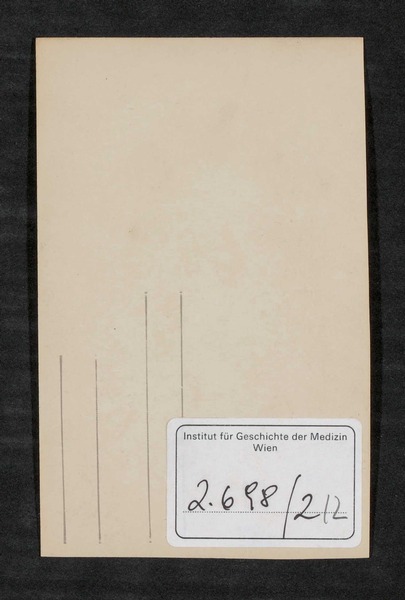 Institut für Geschichte der Medizin
Wien
2.698/212